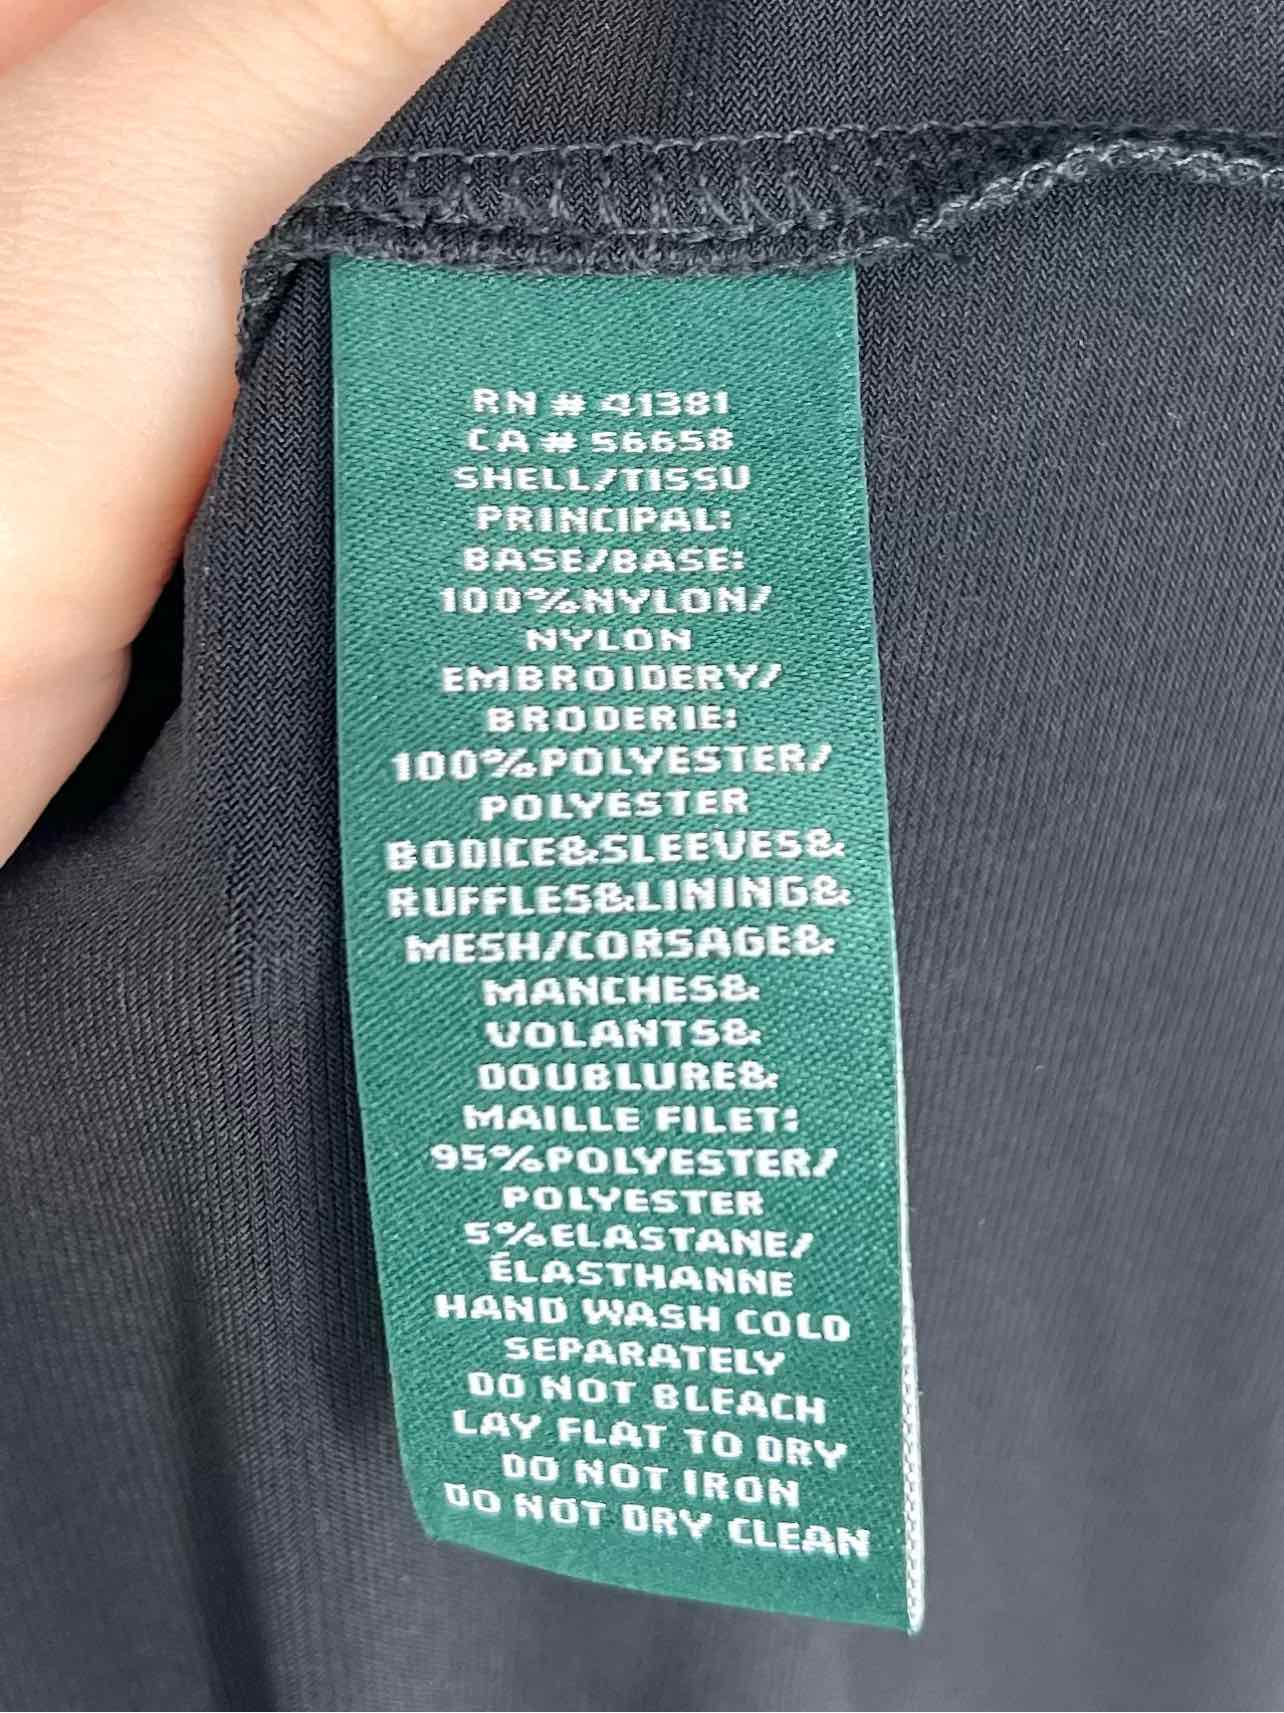 RN # 41381
CA # 56658
SHELL/TISSU
PRINCIPAL:
BASE/BASE:
100%NYLON/
NYLON
EMBROIDERY/
BRODERIE:
100%POLYESTER/
POLYESTER
BODICE&SLEEVES&
RUFFLES&LINING&
MESH/CORSAGE&
MANCHES&
VOLANTS&
DOUBLURE&
MAILLE FILET:
95%POLYESTER/
POLYESTER
5%ELASTANE/
ÉLASTHANNE
HAND WASH COLD
SEPARATELY
DO NOT BLEACH
LAY FLAT TO DRY
DO NOT IRON
DO NOT DRY CLEAN